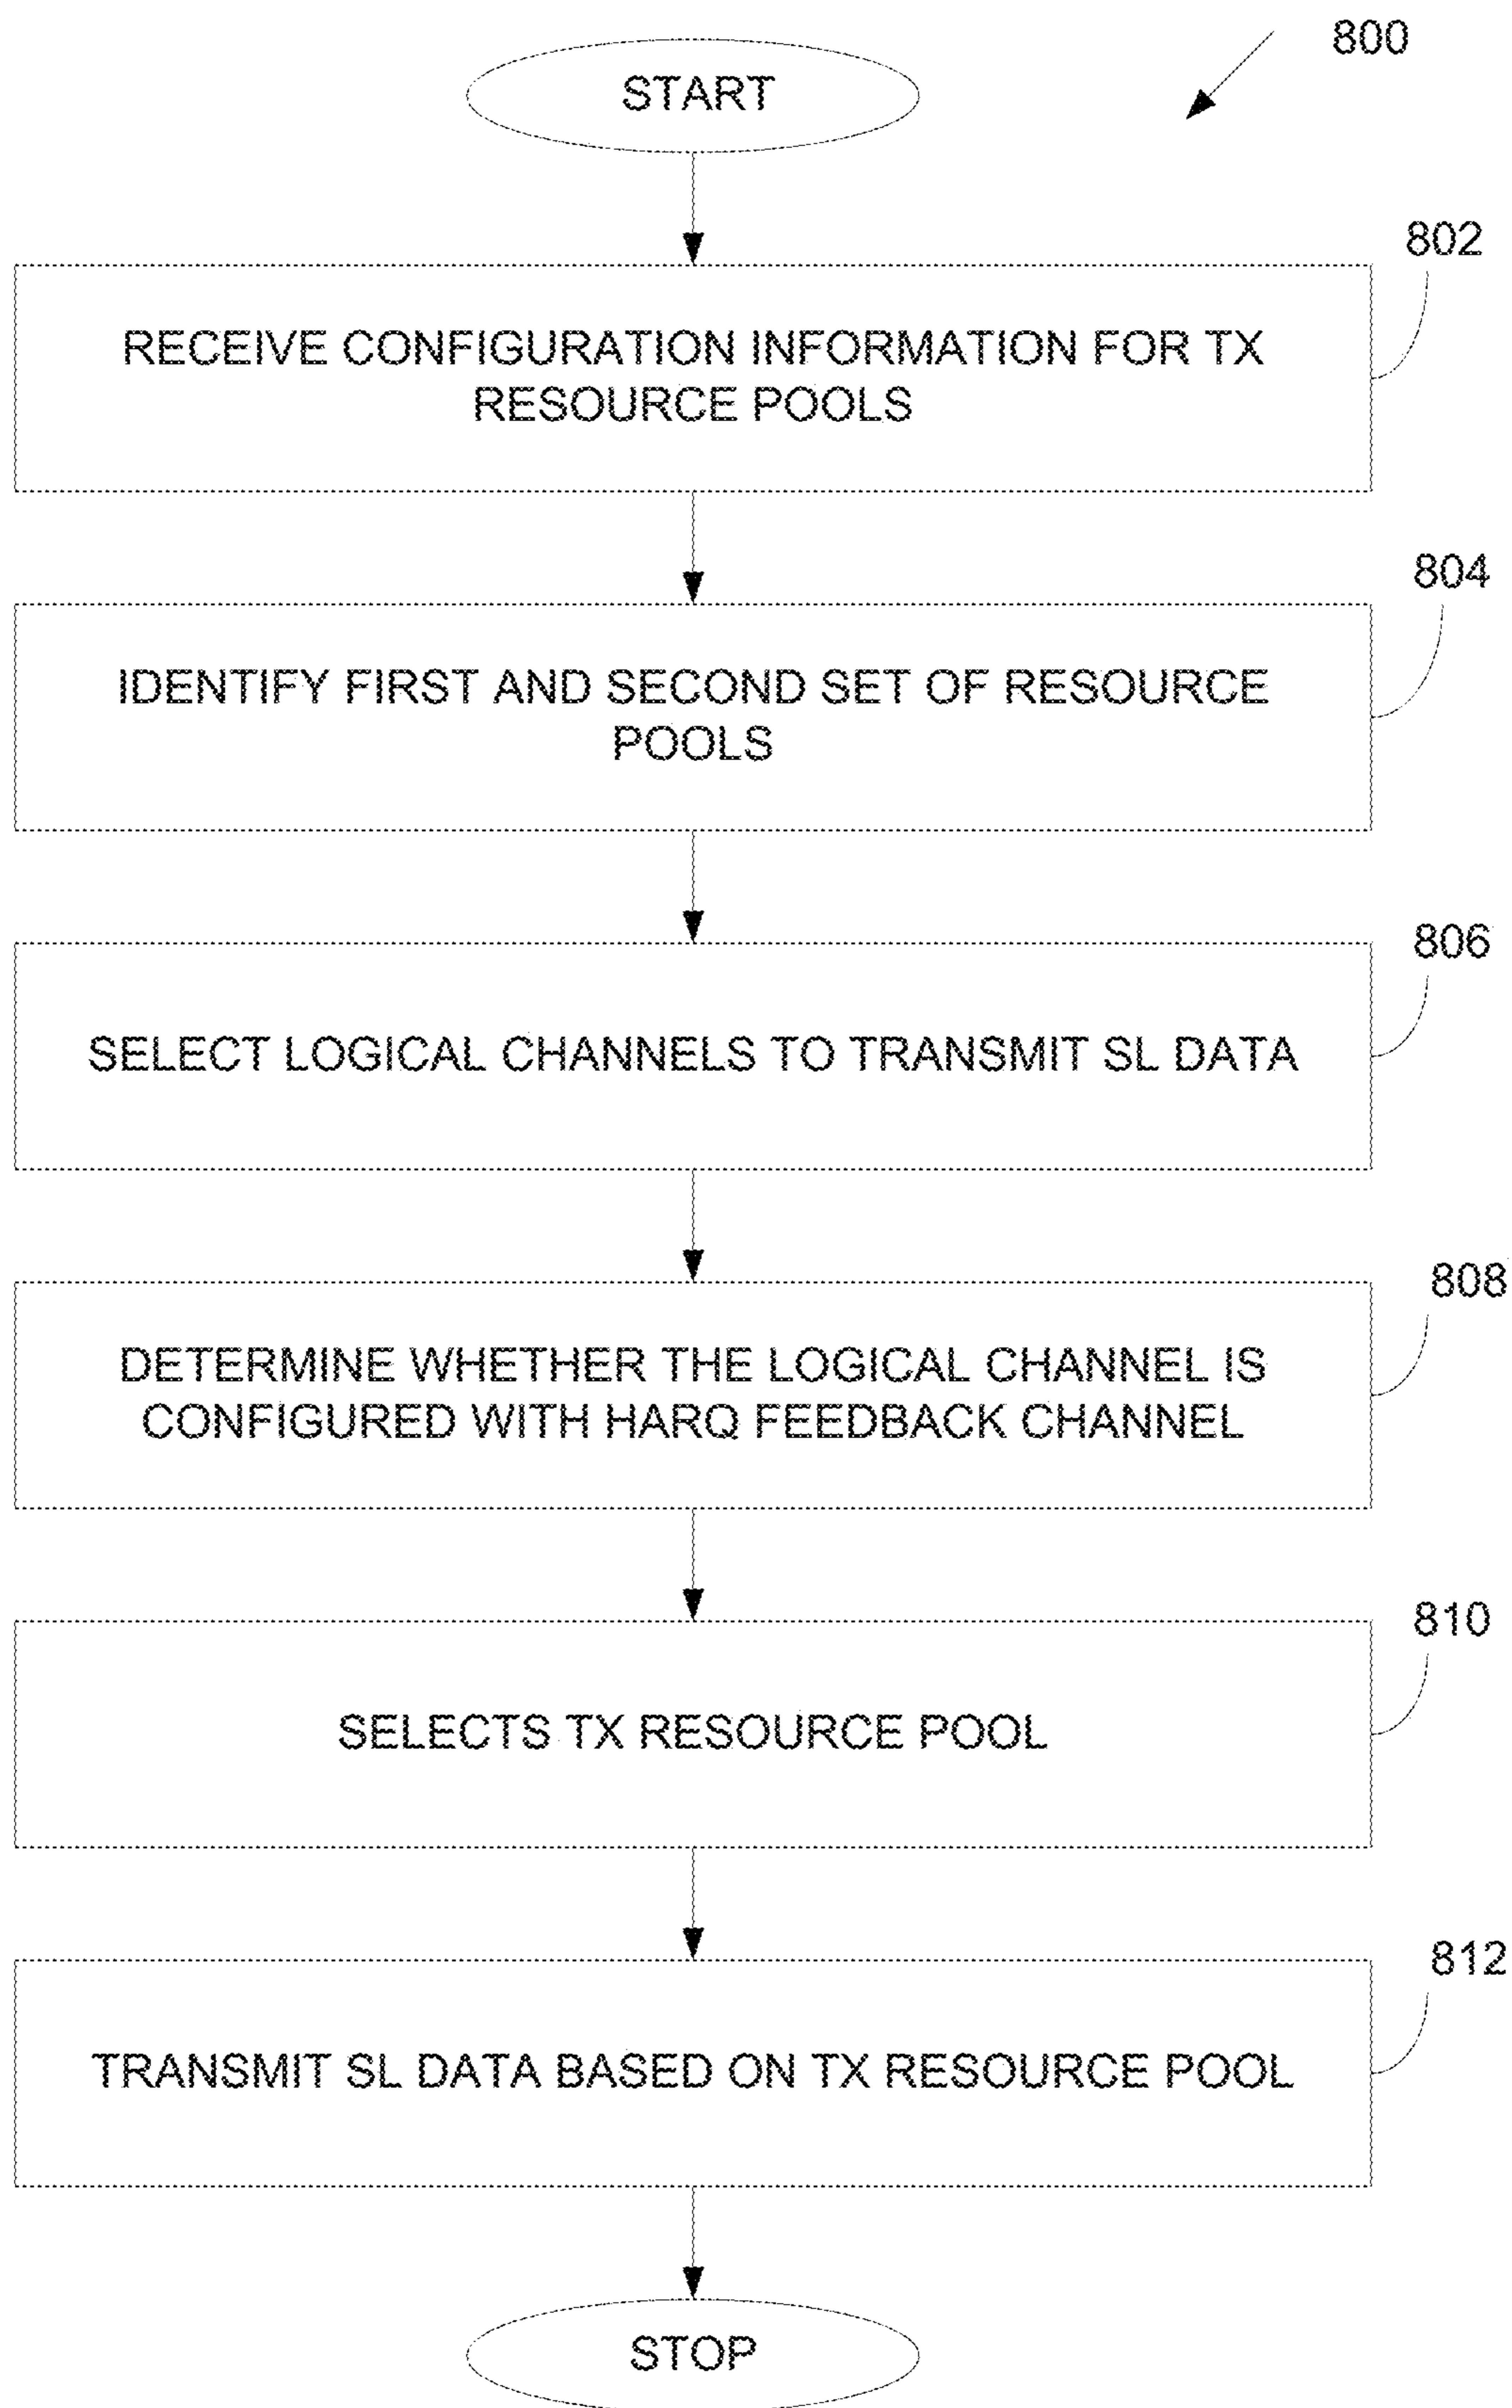 800
START
802
RECEIVE CONFIGURATION INFORMATION FOR TX
RESOURCE POOLS
804
IDENTIFY FIRST AND SECOND SET OF RESOURCE
POOLS
806
SELECT LOGICAL CHANNELS TO TRANSMIT SL DATA
808
DETERMINE WHETHER THE LOGICAL CHANNEL IS
CONFIGURED WITH HARQ FEEDBACK CHANNEL
810
SELECTS TX RESOURCE POOL
812
TRANSMIT SL DATA BASED ON TX RESOURCE POOL
STOP